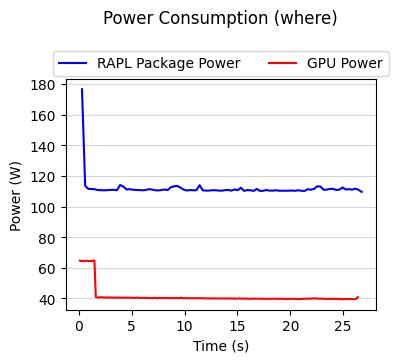 Power Consumption (where)
RAPL Package Power GPU Power
180
160
140
120
100
80
60
40
Power (W)
0 5 10 15 20 25
Time (s)